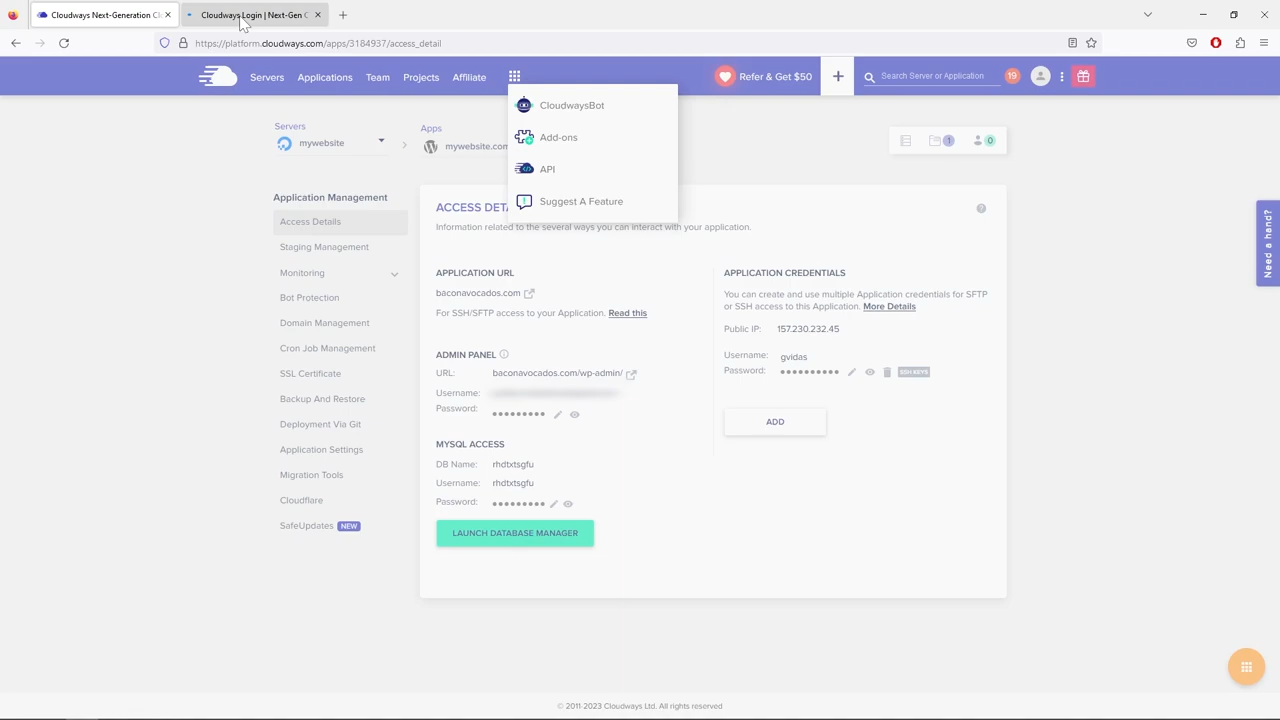 Cloudways Next-Generation Cl
Cloudways Login | Next-Gen C
https://platform.cloudways.com/apps/3184937/access_detail
Servers
Applications
Team
Projects
Affiliate
Refer & Get $50
+
Search Server or Application
19
CloudwaysBot
Add-ons
API
Suggest A Feature
Servers
mywebsite
Apps
mywebsite.com
1
0
Application Management
Access Details
Staging Management
Monitoring
Bot Protection
Domain Management
Cron Job Management
SSL Certificate
Backup And Restore
Deployment Via Git
Application Settings
Migration Tools
Cloudflare
SafeUpdates NEW
ACCESS DETA
Information related to the several ways you can interact with your application.
APPLICATION URL
baconavocados.com
For SSH/SFTP access to your Application. Read this
ADMIN PANEL
URL: baconavocados.com/wp-admin/
Username:
Password: •••••••••
MYSQL ACCESS
DB Name: rhdtxtsgfu
Username: rhdtxtsgfu
Password: •••••••••
LAUNCH DATABASE MANAGER
APPLICATION CREDENTIALS
You can create and use multiple Application credentials for SFTP
or SSH access to this Application. More Details
Public IP: 157.230.232.45
Username: gvidas
Password: •••••••••• SSH KEYS
ADD
Need a hand?
© 2011-2023 Cloudways Ltd. All rights reserved